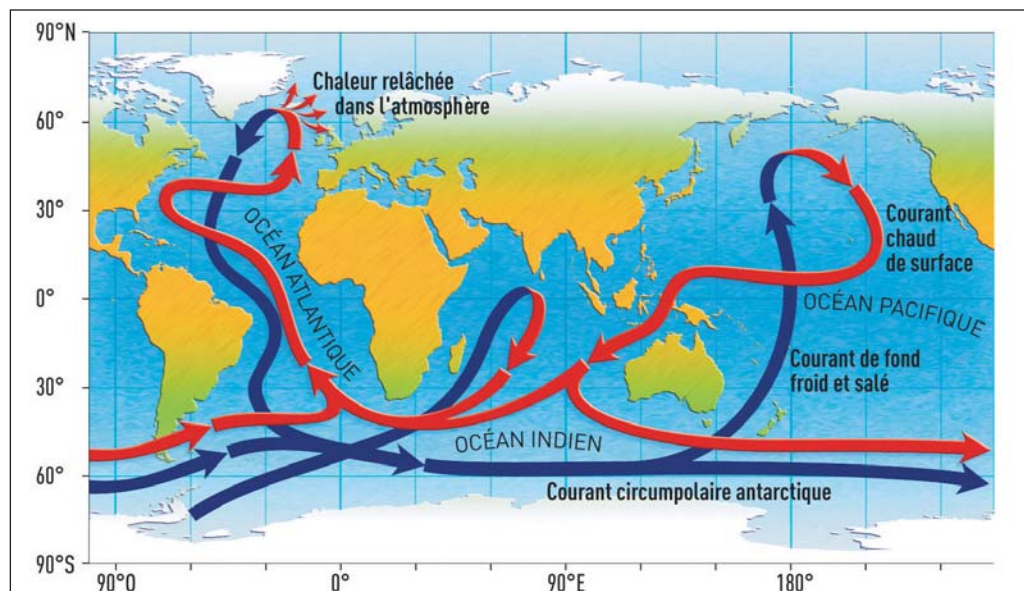 90°N
Chaleur relâchée
dans l'atmosphère
60°
30°
OCÉAN ATLANTIQUE
Courant
chaud
de surface
0°
OCÉAN PACIFIQUE
Courant de fond
froid et salé
30°
OCÉAN INDIEN
60°
Courant circumpolaire antarctique
90°S
90°O
0°
90°E
180°